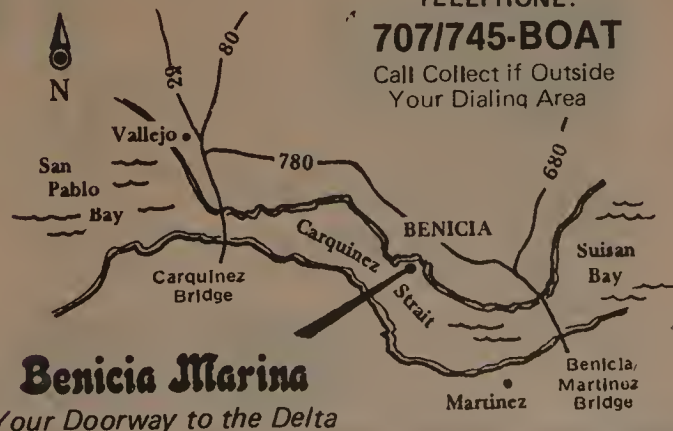 TELEPHONE:
707/745-BOAT
Call Collect if Outside
Your Dialing Area
N
29
80
Vallejo
San
Pablo
Bay
780
680
BENICIA
Carquinez
Strait
Suisan
Bay
Carquinez
Bridge
Benicia/
Martinez
Bridge
Martinez
Benicia Marina
Your Doorway to the Delta